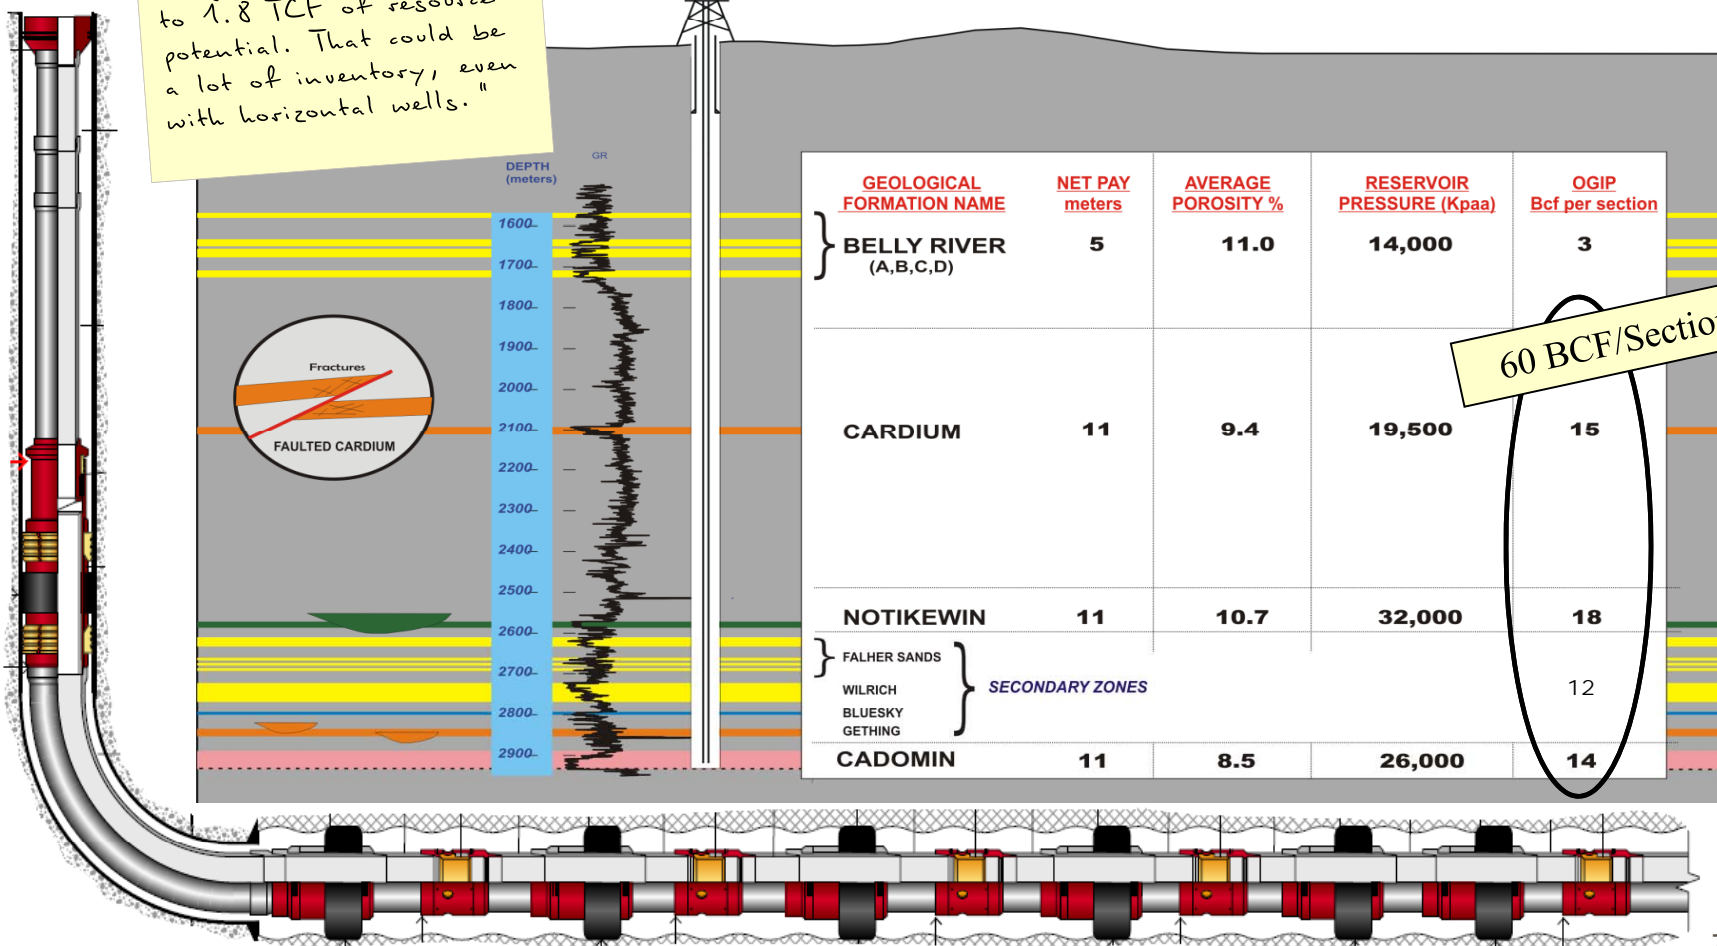 to 1.8 TCF of resource
potential. That could be
a lot of inventory, even
with horizontal wells."
DEPTH
(meters)
GR
1600
1700
1800
1900
2000
2100
2200
2300
2400
2500
2600
2700
2800
2900
Fractures
FAULTED CARDIUM
GEOLOGICAL FORMATION NAME NET PAY meters AVERAGE POROSITY % RESERVOIR PRESSURE (Kpaa) OGIP Bcf per section
BELLY RIVER 5 11.0 14,000 3
(A,B,C,D)
60 BCF/Section
CARDIUM 11 9.4 19,500 15
NOTIKEWIN 11 10.7 32,000 18
FALHER SANDS
WILRICH
BLUESKY
GETHING
SECONDARY ZONES 12
CADOMIN 11 8.5 26,000 14